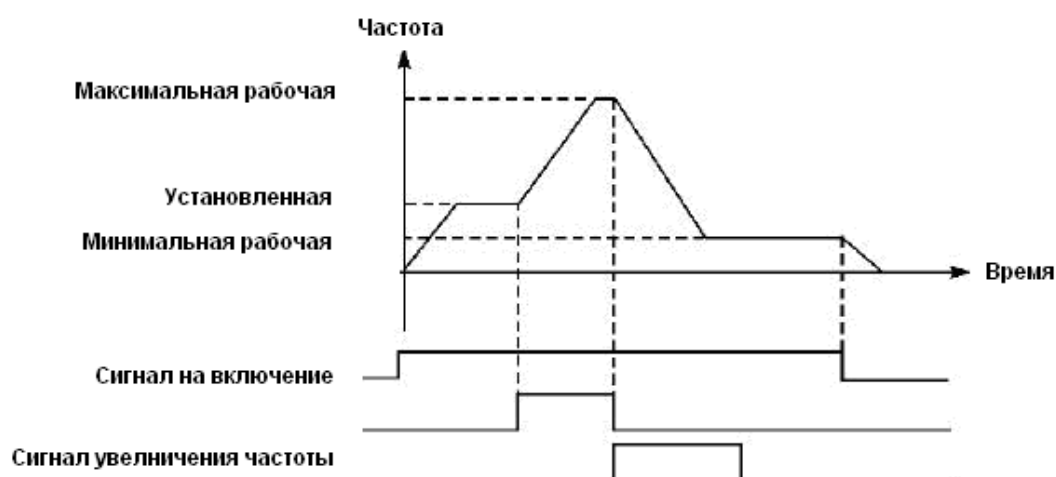 Частота
Максимальная рабочая
Установленная
Минимальная рабочая
Время
Сигнал на включение
Сигнал увелничения частоты